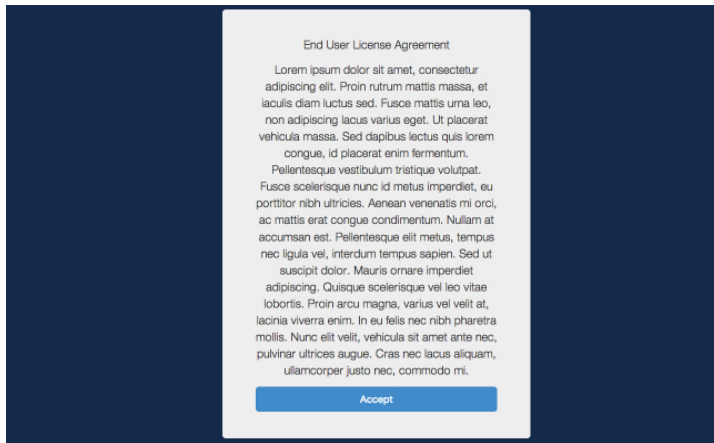 End User License Agreement
Lorem ipsum dolor sit amet, consectetur
adipiscing elit. Proin rutrum mattis massa, et
iaculis diam luctus sed. Fusce mattis urna leo,
non adipiscing lacus varius eget. Ut placerat
vehicula massa. Sed dapibus lectus quis lorem
congue, id placerat enim fermentum.
Pellentesque vestibulum tristique volutpat.
Fusce scelerisque nunc id metus imperdiet, eu
porttitor nibh ultricies. Aenean venenatis mi orci,
ac mattis erat congue condimentum. Nullam at
accumsan est. Pellentesque elit metus, tempus
nec ligula vel, interdum tempus sapien. Sed ut
suscipit dolor. Mauris ornare imperdiet
adipiscing. Quisque scelerisque vel leo vitae
lobortis. Proin arcu magna, varius vel velit at,
lacinia viverra enim. In eu felis nec nibh pharetra
mollis. Nunc elit velit, vehicula sit amet ante nec,
pulvinar ultrices augue. Cras nec lacus aliquam,
ullamcorper justo nec, commodo mi.
Accept